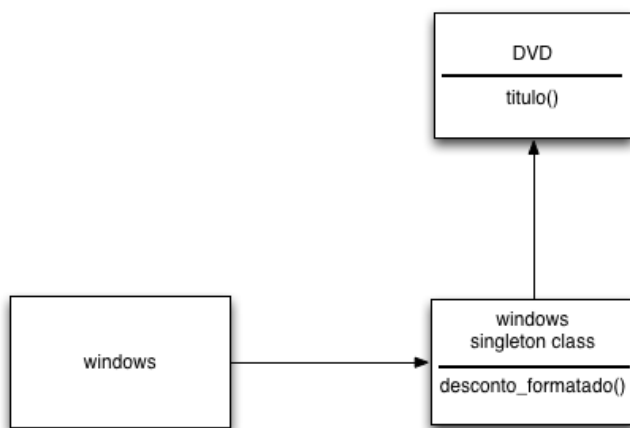 DVD
titulo()
windows
windows
singleton class
desconto_formatado()